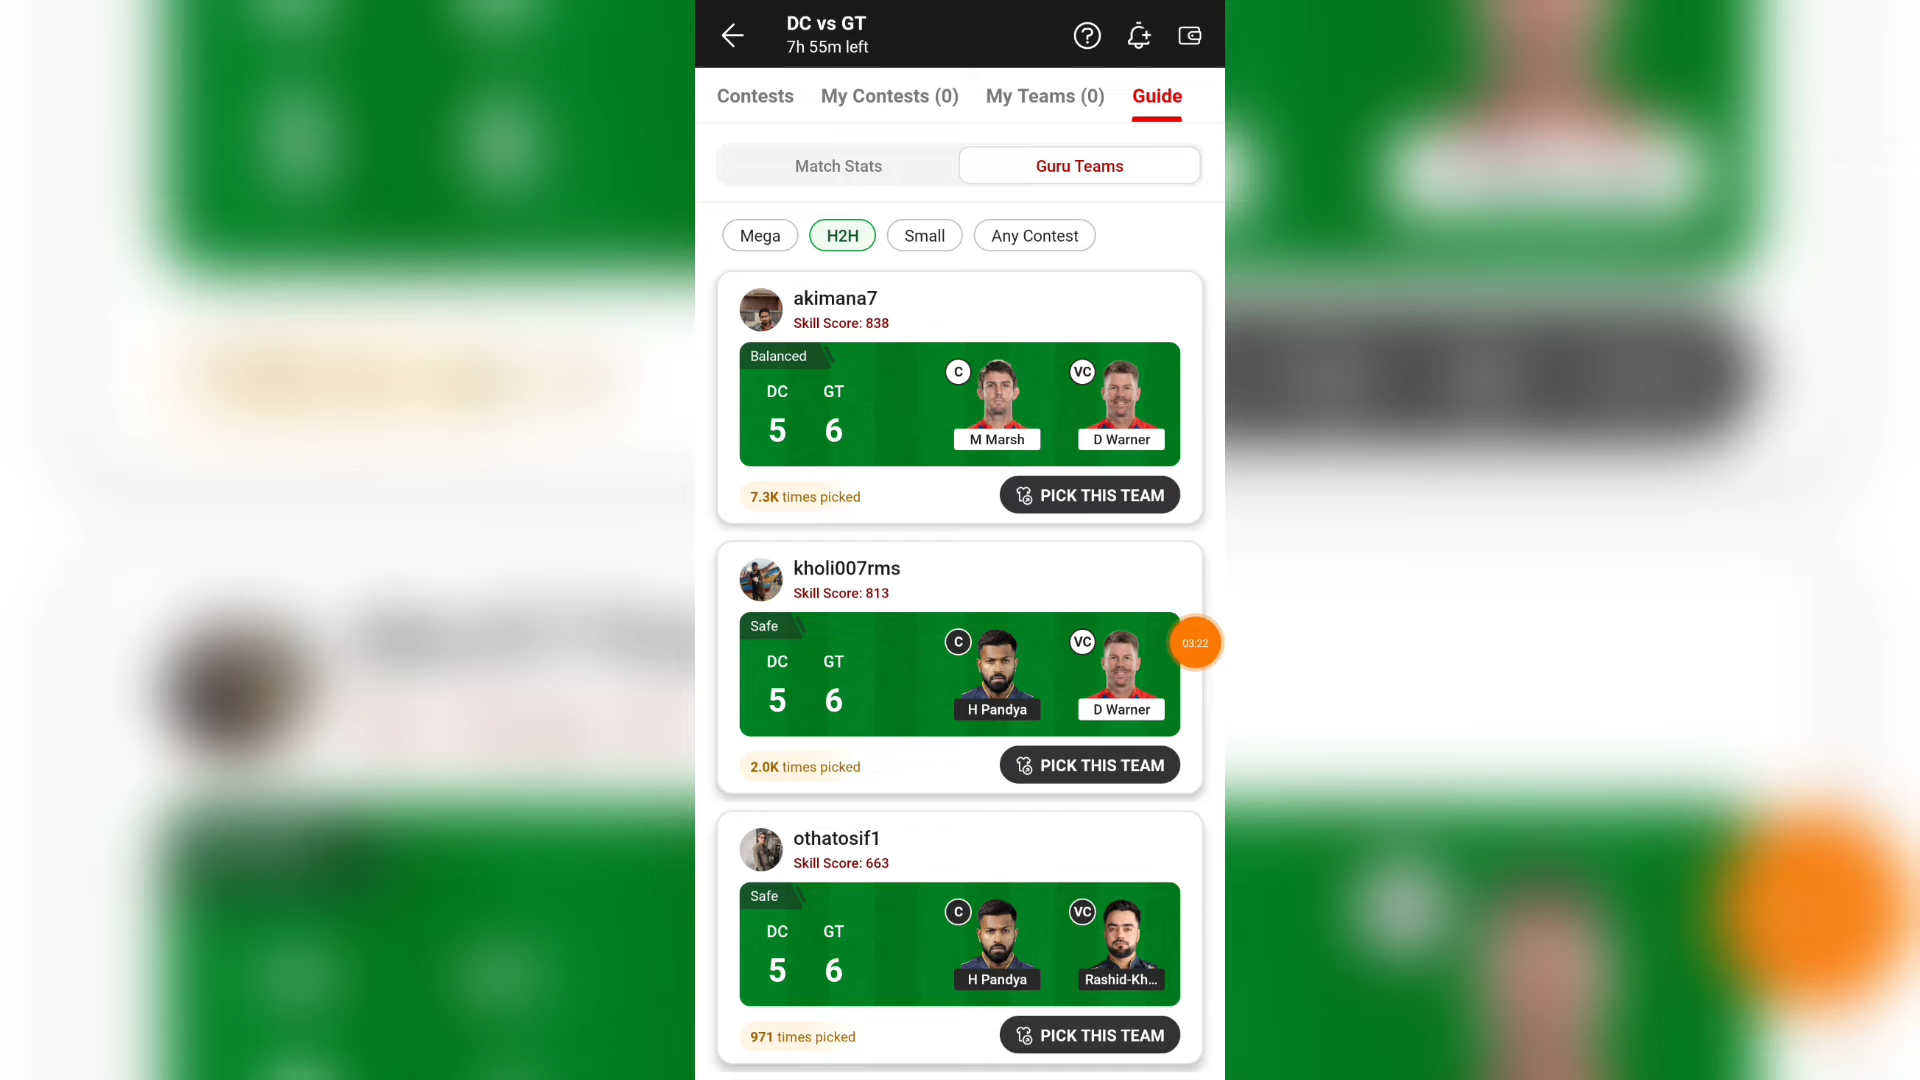 DC vs GT
7h 55m left
Contests My Contests (0) My Teams (0) Guide
Match Stats Guru Teams
Mega H2H Small Any Contest
akimana7
Skill Score: 838
Balanced
DC GT
5 6
C VC
M Marsh D Warner
7.3K times picked
PICK THIS TEAM
kholi007rms
Skill Score: 813
Safe
DC GT
5 6
C VC
H Pandya D Warner
03:22
2.0K times picked
PICK THIS TEAM
othatosif1
Skill Score: 663
Safe
DC GT
5 6
C VC
H Pandya Rashid-Kh...
971 times picked
PICK THIS TEAM